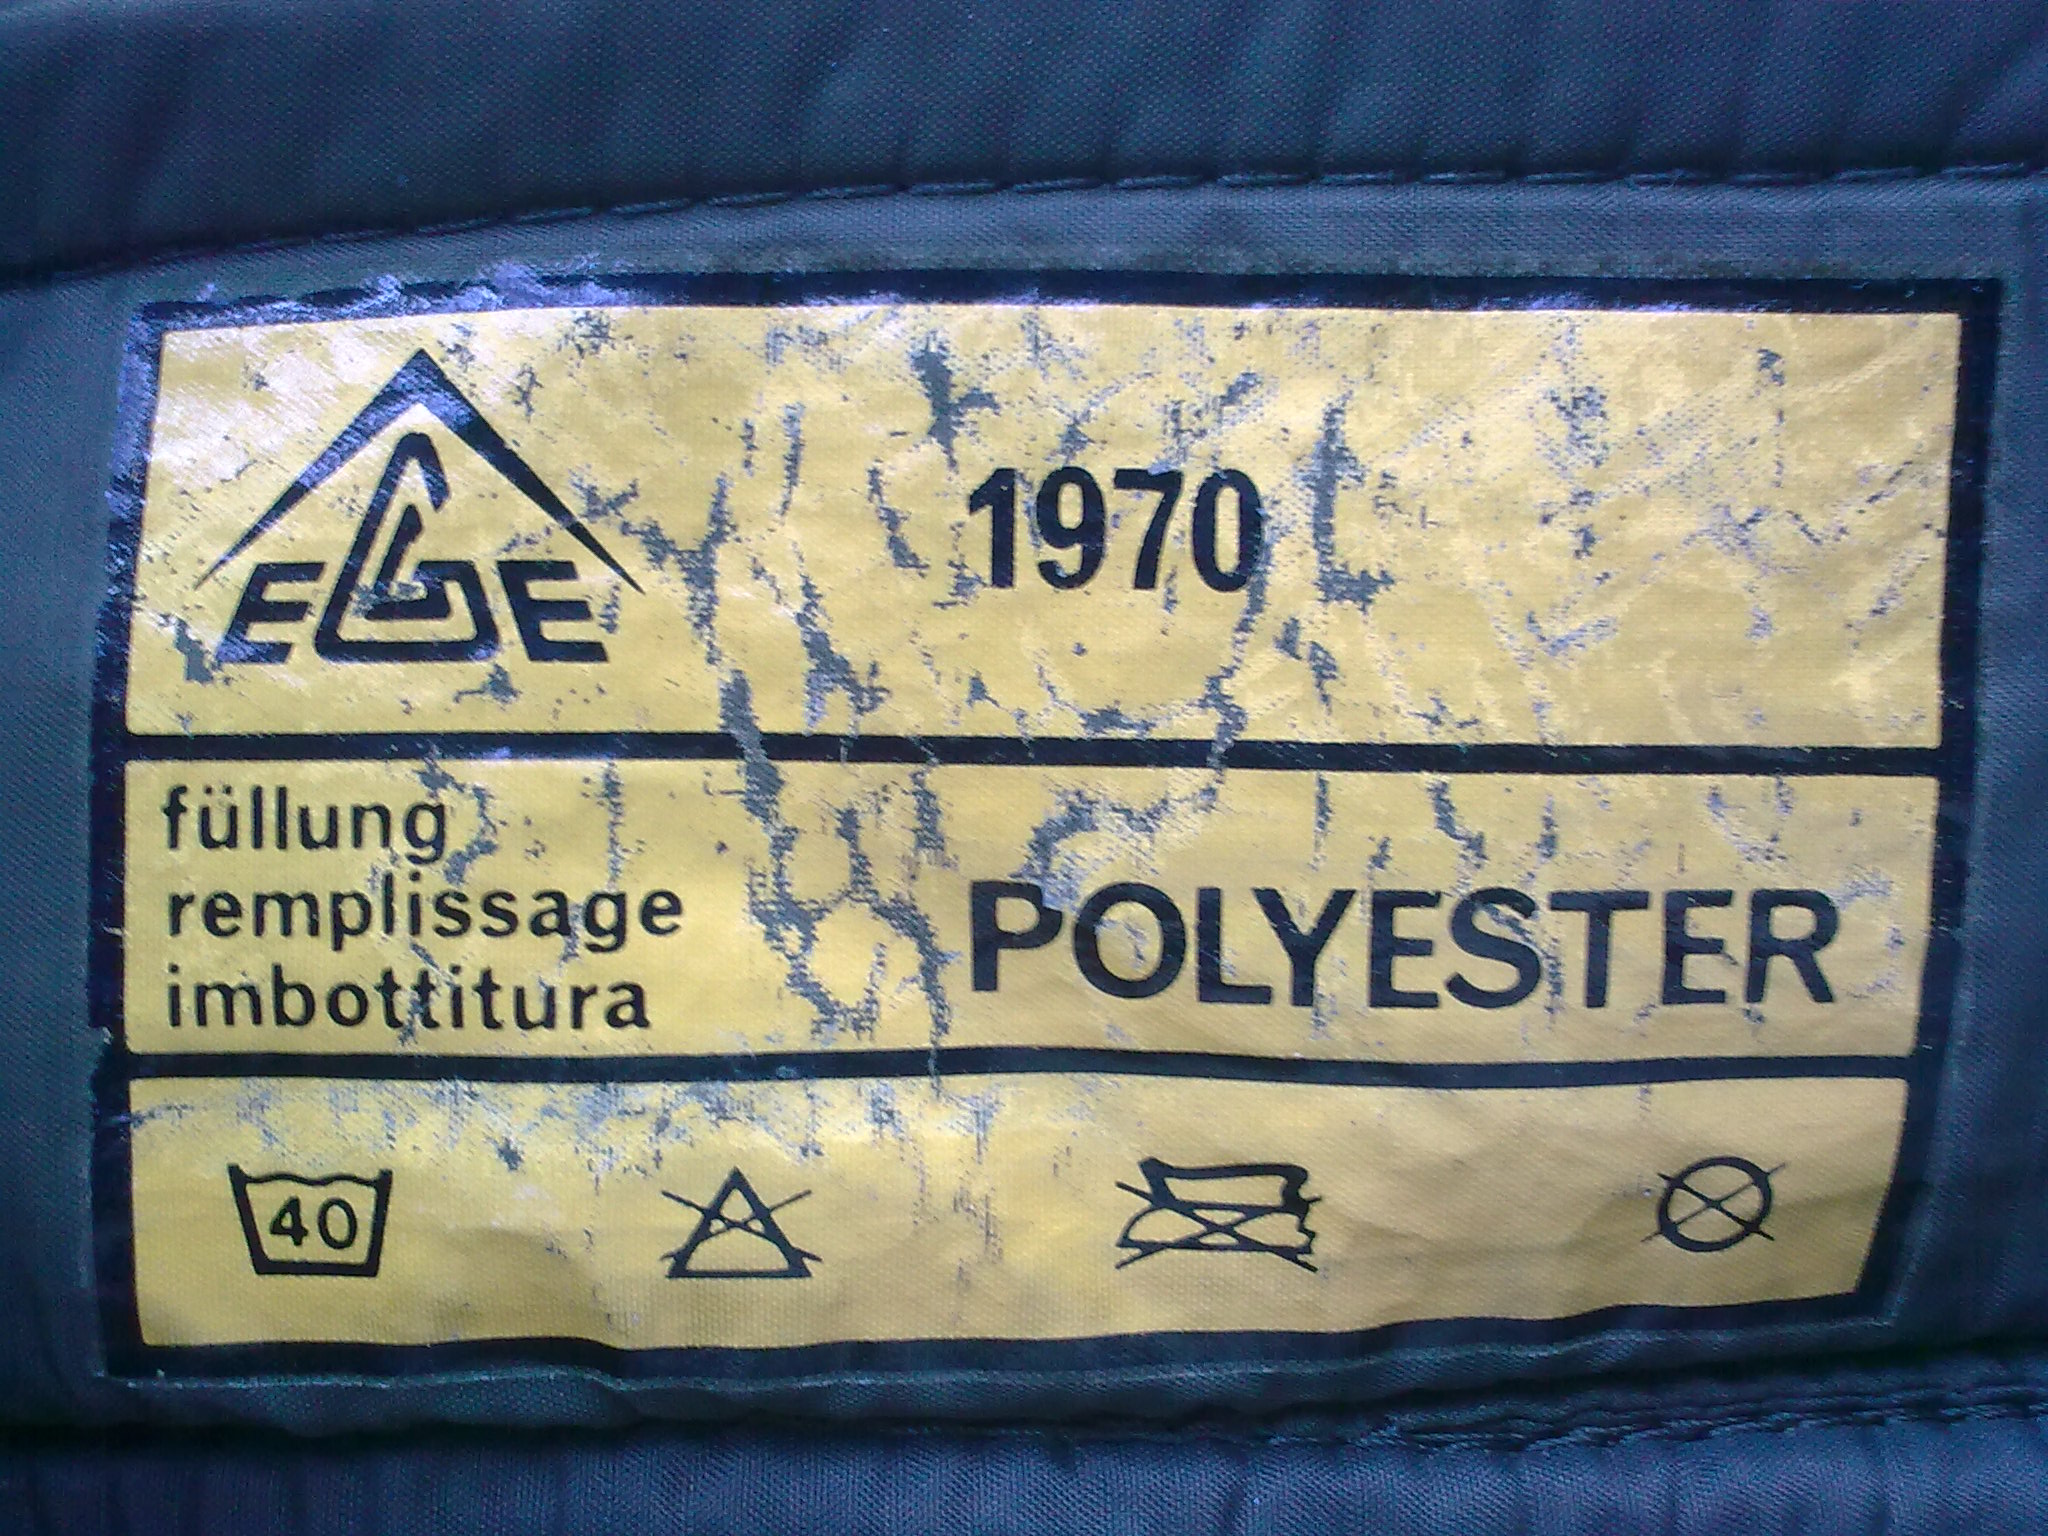 EGE
1970
füllung
remplissage
imbottitura
POLYESTER
40